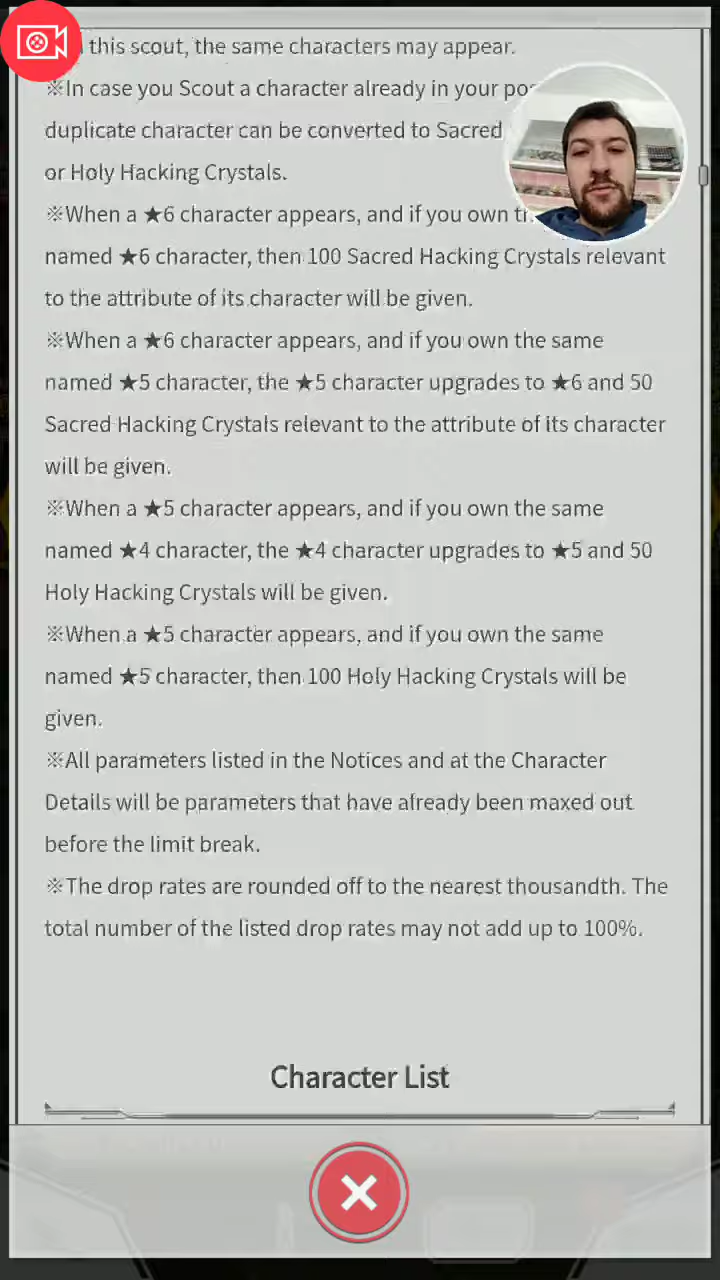 this scout, the same characters may appear.
※In case you Scout a character already in your
duplicate character can be converted to Sacred
or Holy Hacking Crystals.
※When a ★6 character appears, and if you own
named ★6 character, then 100 Sacred Hacking Crystals relevant
to the attribute of its character will be given.
※When a ★6 character appears, and if you own the same
named ★5 character, the ★5 character upgrades to ★6 and 50
Sacred Hacking Crystals relevant to the attribute of its character
will be given.
※When a ★5 character appears, and if you own the same
named ★4 character, the ★4 character upgrades to ★5 and 50
Holy Hacking Crystals will be given.
※When a ★5 character appears, and if you own the same
named ★5 character, then 100 Holy Hacking Crystals will be
given.
※All parameters listed in the Notices and at the Character
Details will be parameters that have already been maxed out
before the limit break.
※The drop rates are rounded off to the nearest thousandth. The
total number of the listed drop rates may not add up to 100%.
Character List